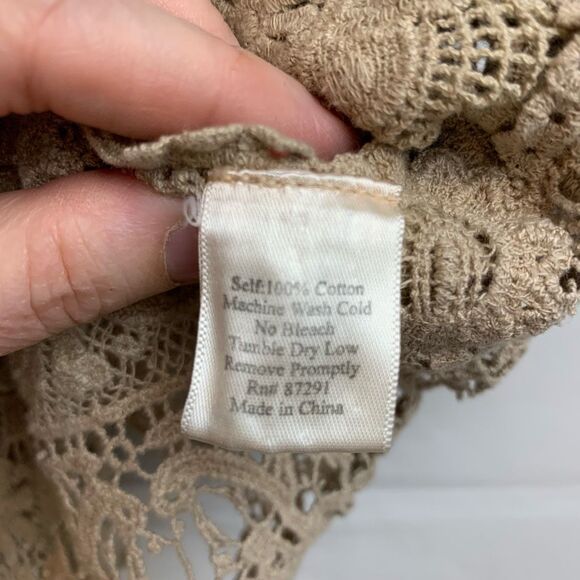 Self:100% Cotton
Machine Wash Cold
No Bleach
Tumble Dry Low
Remove Promptly
Rn# 87291
Made in China